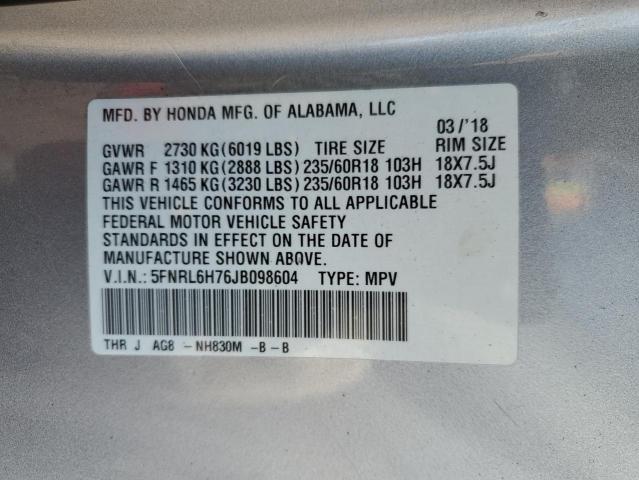 MFD. BY HONDA MFG. OF ALABAMA, LLC
03 /'18
GVWR 2730 KG(6019 LBS) TIRE SIZE RIM SIZE
GAWR F 1310 KG(2888 LBS) 235/60R18 103H 18X7.5J
GAWR R 1465 KG(3230 LBS) 235/60R18 103H 18X7.5J
THIS VEHICLE CONFORMS TO ALL APPLICABLE
FEDERAL MOTOR VEHICLE SAFETY
STANDARDS IN EFFECT ON THE DATE OF
MANUFACTURE SHOWN ABOVE.
V.I.N.: 5FNRL6H76JB098604 TYPE: MPV
THR J AG8 - NH830M -B - B